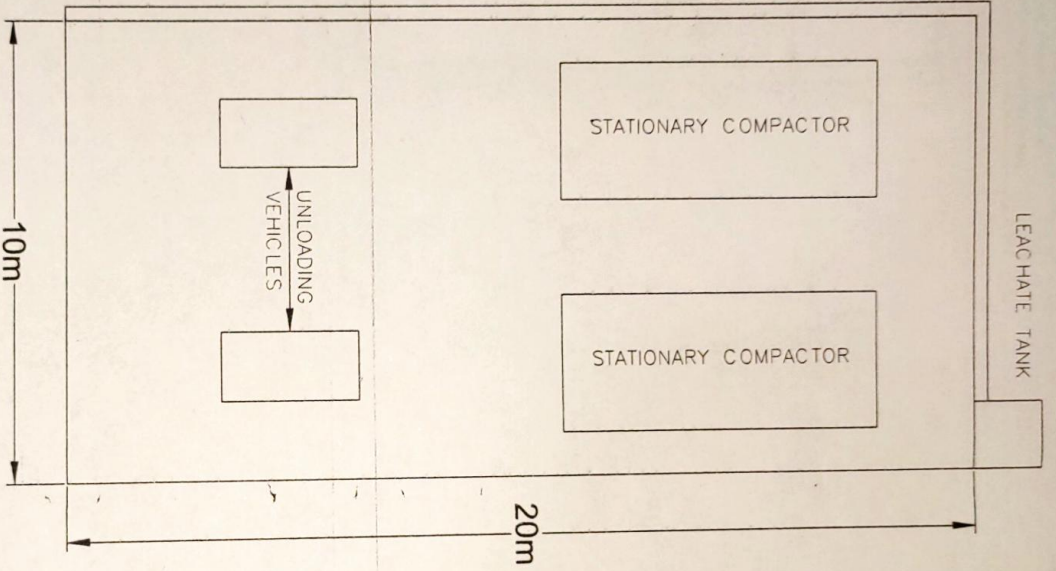 STATIONARY COMPACTOR
STATIONARY COMPACTOR
UNLOADING
VEHICLES
LEACHATE TANK
10m
20m